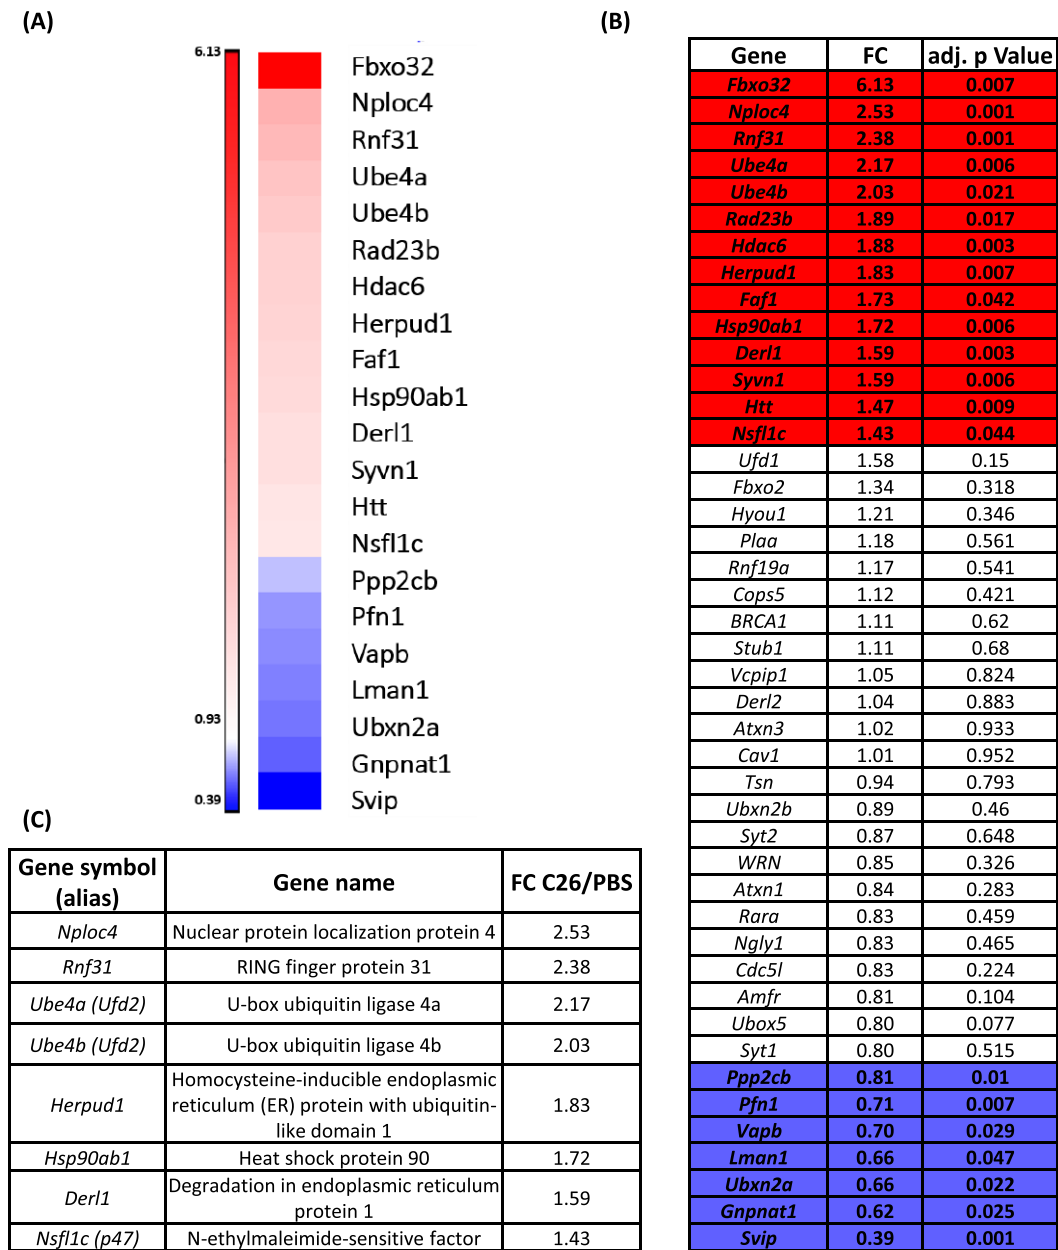 (A)
6.13
0.93
0.39
Fbxo32
Nploc4
Rnf31
Ube4a
Ube4b
Rad23b
Hdac6
Herpud1
Faf1
Hsp90ab1
Derl1
Syvn1
Htt
Nsfl1c
Ppp2cb
Pfn1
Vapb
Lman1
Ubxn2a
Gnpnat1
Svip
(B)
Gene FC adj. p Value
Fbxo32 6.13 0.007
Nploc4 2.53 0.001
Rnf31 2.38 0.001
Ube4a 2.17 0.006
Ube4b 2.03 0.021
Rad23b 1.89 0.017
Hdac6 1.88 0.003
Herpud1 1.83 0.007
Faf1 1.73 0.042
Hsp90ab1 1.72 0.006
Derl1 1.59 0.003
Syvn1 1.59 0.006
Htt 1.47 0.009
Nsfl1c 1.43 0.044
Ufd1 1.58 0.15
Fbxo2 1.34 0.318
Hyou1 1.21 0.346
Plaa 1.18 0.561
Rnf19a 1.17 0.541
Cops5 1.12 0.421
BRCA1 1.11 0.62
Stub1 1.11 0.68
Vcpip1 1.05 0.824
Derl2 1.04 0.883
Atxn3 1.02 0.933
Cav1 1.01 0.952
Tsn 0.94 0.793
Ubxn2b 0.89 0.46
Syt2 0.87 0.648
WRN 0.85 0.326
Atxn1 0.84 0.283
Rara 0.83 0.459
Ngly1 0.83 0.465
Cdc5l 0.83 0.224
Amfr 0.81 0.104
Ubox5 0.80 0.077
Syt1 0.80 0.515
Ppp2cb 0.81 0.01
Pfn1 0.71 0.007
Vapb 0.70 0.029
Lman1 0.66 0.047
Ubxn2a 0.66 0.022
Gnpnat1 0.62 0.025
Svip 0.39 0.001
(C)
Gene symbol (alias) Gene name FC C26/PBS
Nploc4 Nuclear protein localization protein 4 2.53
Rnf31 RING finger protein 31 2.38
Ube4a (Ufd2) U-box ubiquitin ligase 4a 2.17
Ube4b (Ufd2) U-box ubiquitin ligase 4b 2.03
Homocysteine-inducible endoplasmic
Herpud1 reticulum (ER) protein with ubiquitin- 1.83
like domain 1
Hsp90ab1 Heat shock protein 90 1.72
Degradation in endoplasmic reticulum
Derl1 protein 1 1.59
Nsfl1c (p47) N-ethylmaleimide-sensitive factor 1.43